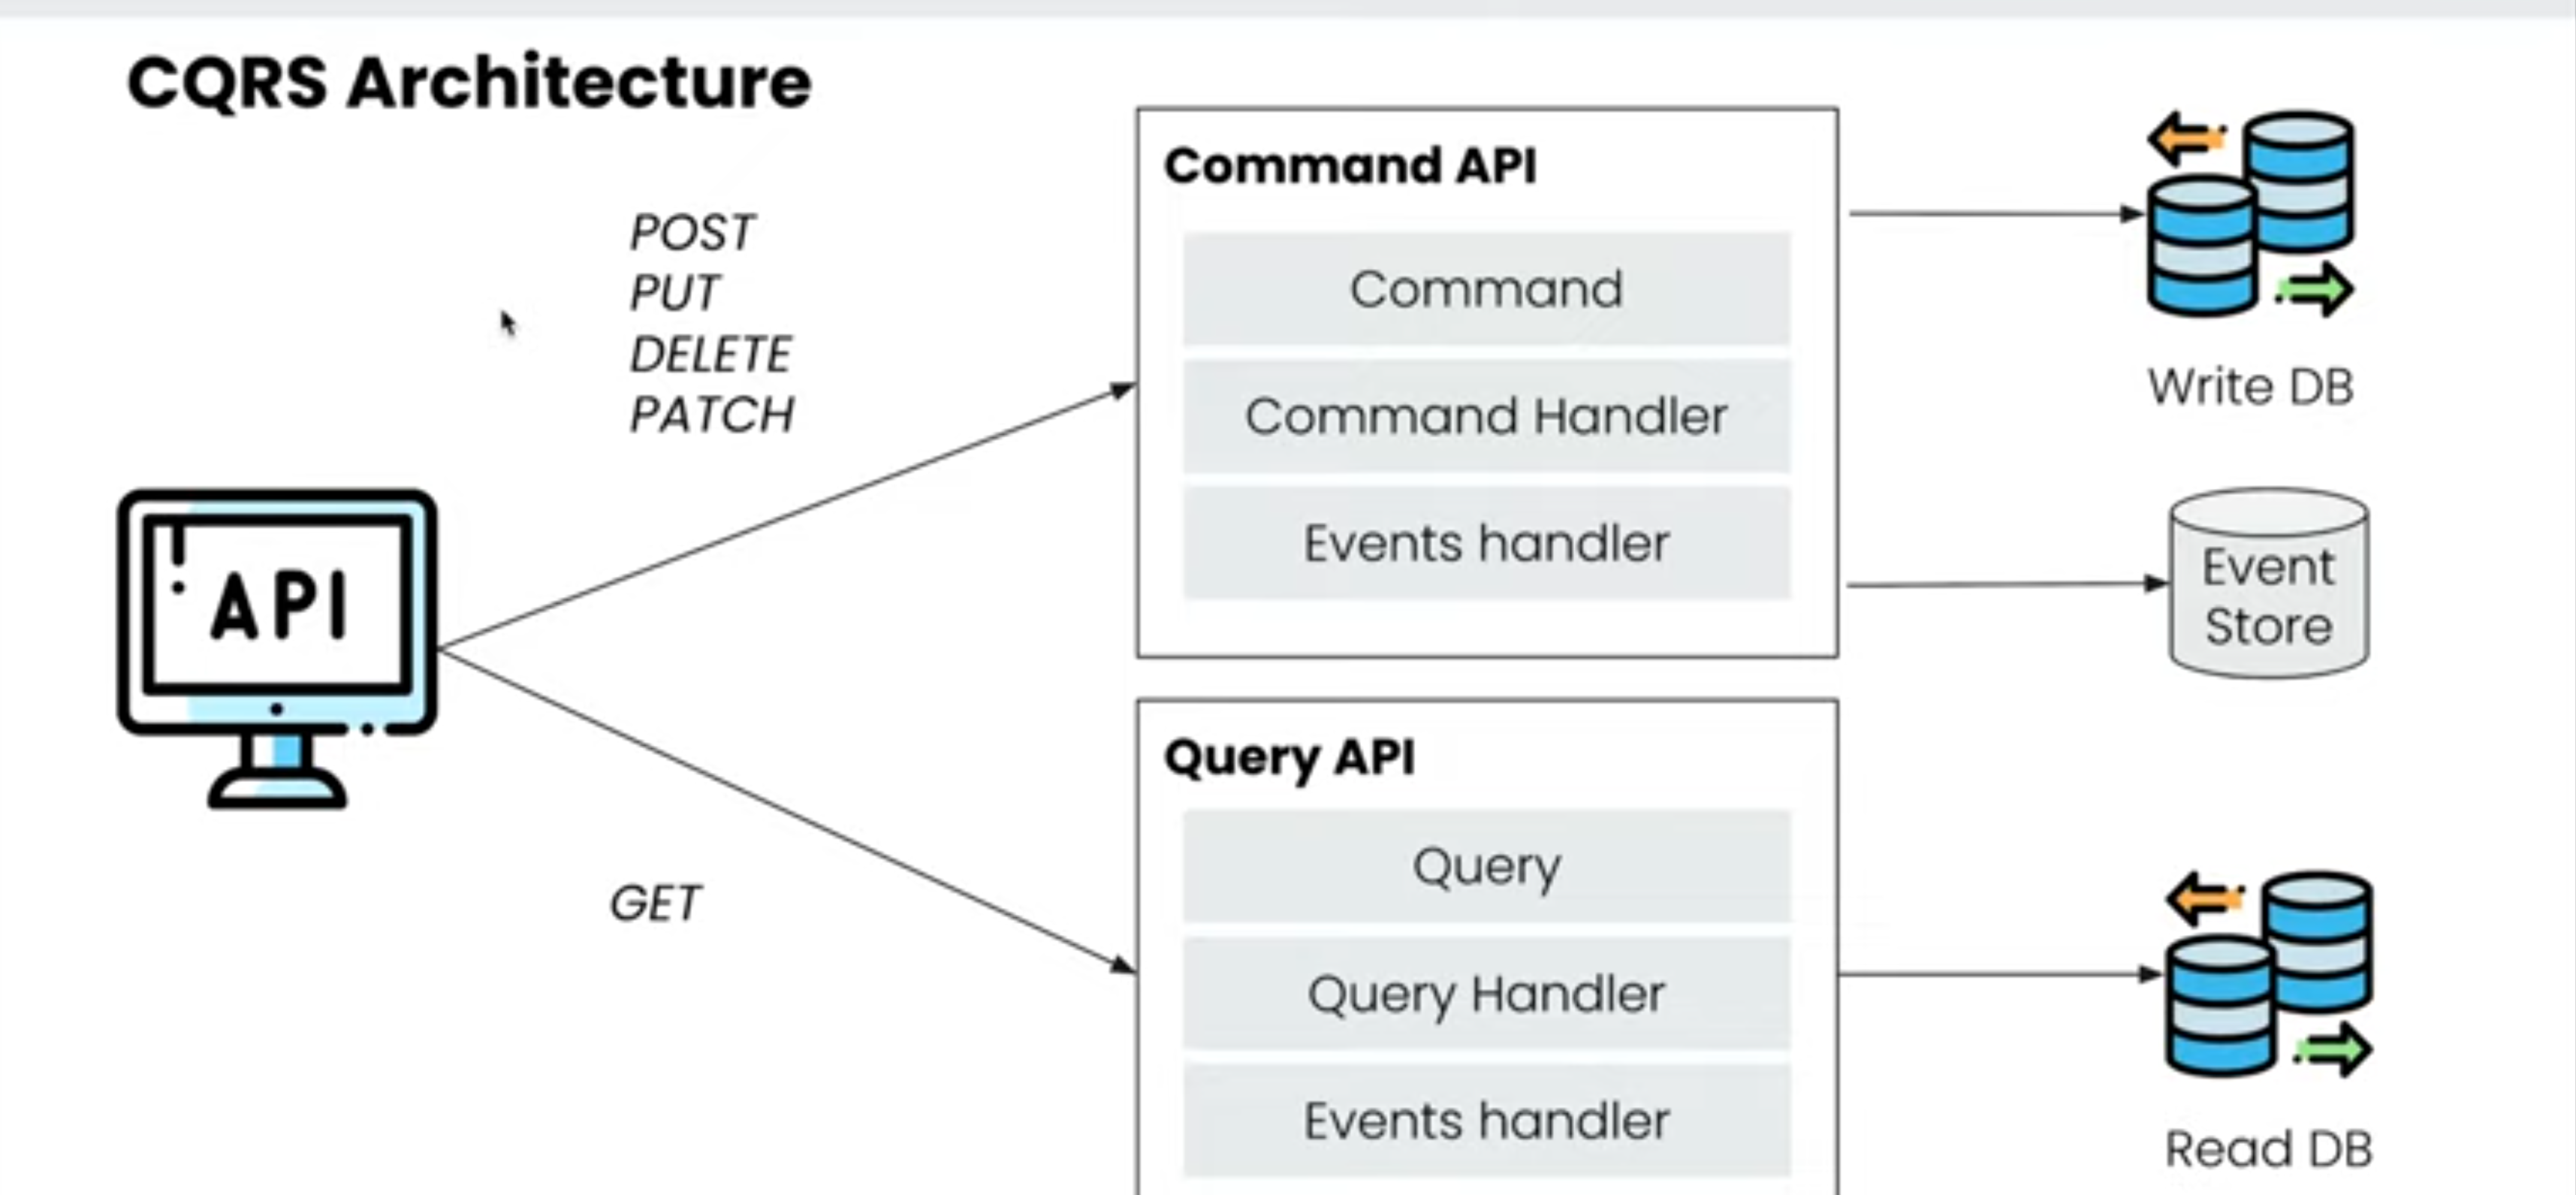 CQRS Architecture
POST
PUT
DELETE
PATCH
API
GET
Command API
Command
Command Handler
Events handler
Query API
Query
Query Handler
Events handler
Write DB
Event
Store
Read DB